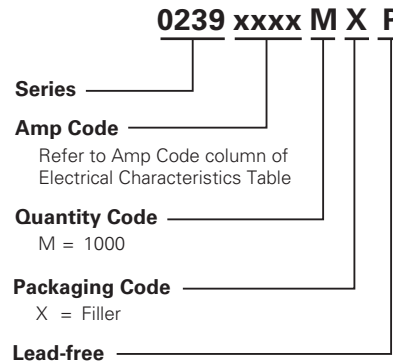 0239 xxxx M X P
Series
Amp Code
Refer to Amp Code column of
Electrical Characteristics Table
Quantity Code
M = 1000
Packaging Code
X = Filler
Lead-free